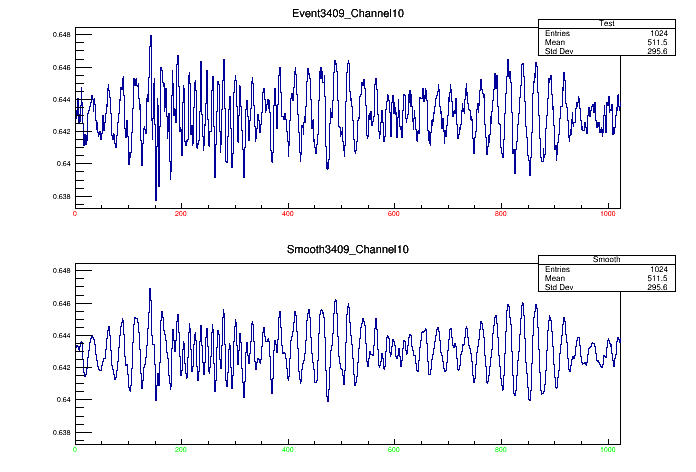 Event3409_Channel10
Test
Entries 1024
Mean 511.5
Std Dev 295.6
0.648
0.646
0.644
0.642
0.64
0.638
0 200 400 600 800 1000
Smooth3409_Channel10
Smooth
Entries 1024
Mean 511.5
Std Dev 295.6
0.648
0.646
0.644
0.642
0.64
0.638
0 200 400 600 800 1000